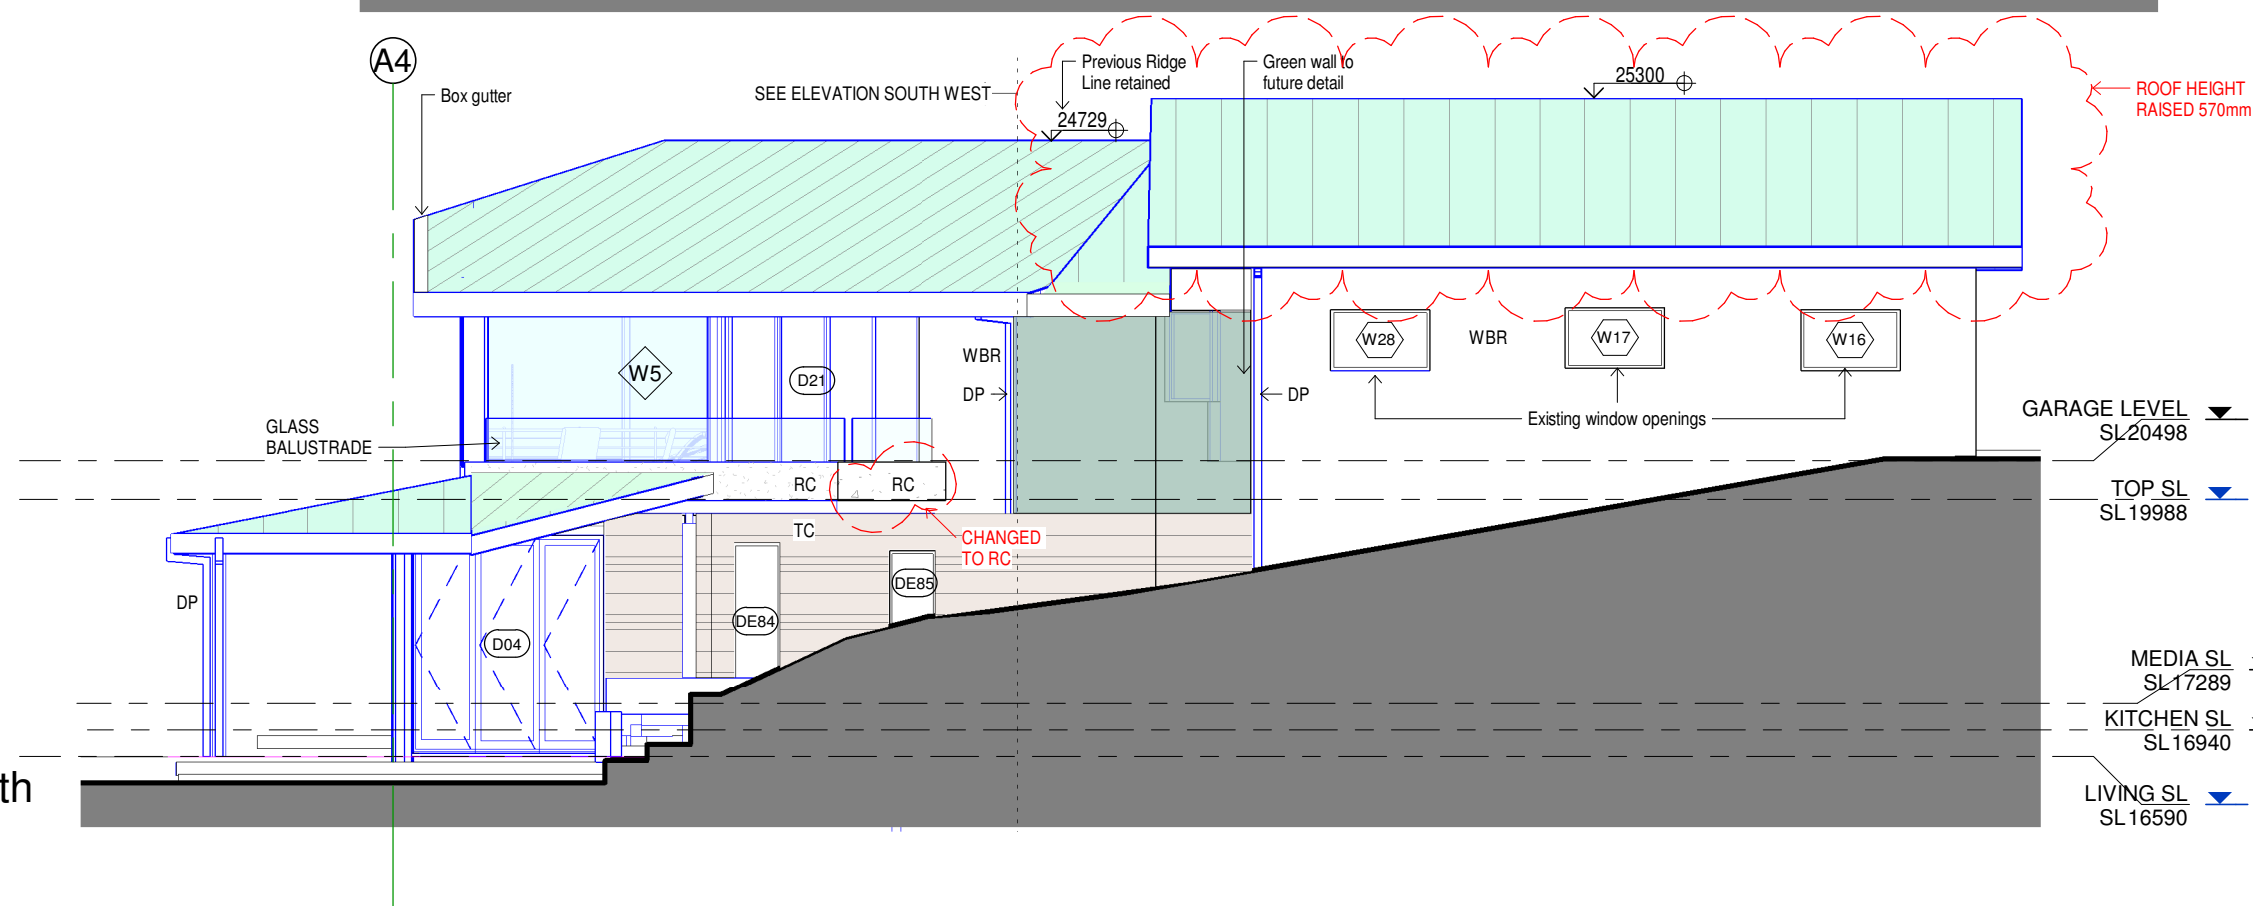 A4
Box gutter
SEE ELEVATION SOUTH WEST
Previous Ridge
Line retained
24729
Green wall to
future detail
25300
ROOF HEIGHT
RAISED 570mm
W5
D21
WBR
DP
DP
W28
WBR
W17
W16
Existing window openings
GLASS
BALUSTRADE
RC
RC
TC
CHANGED
TO RC
DP
D04
DE84
DE85
GARAGE LEVEL
SL20498
TOP SL
SL19988
MEDIA SL
SL17289
KITCHEN SL
SL16940
LIVING SL
SL16590
th